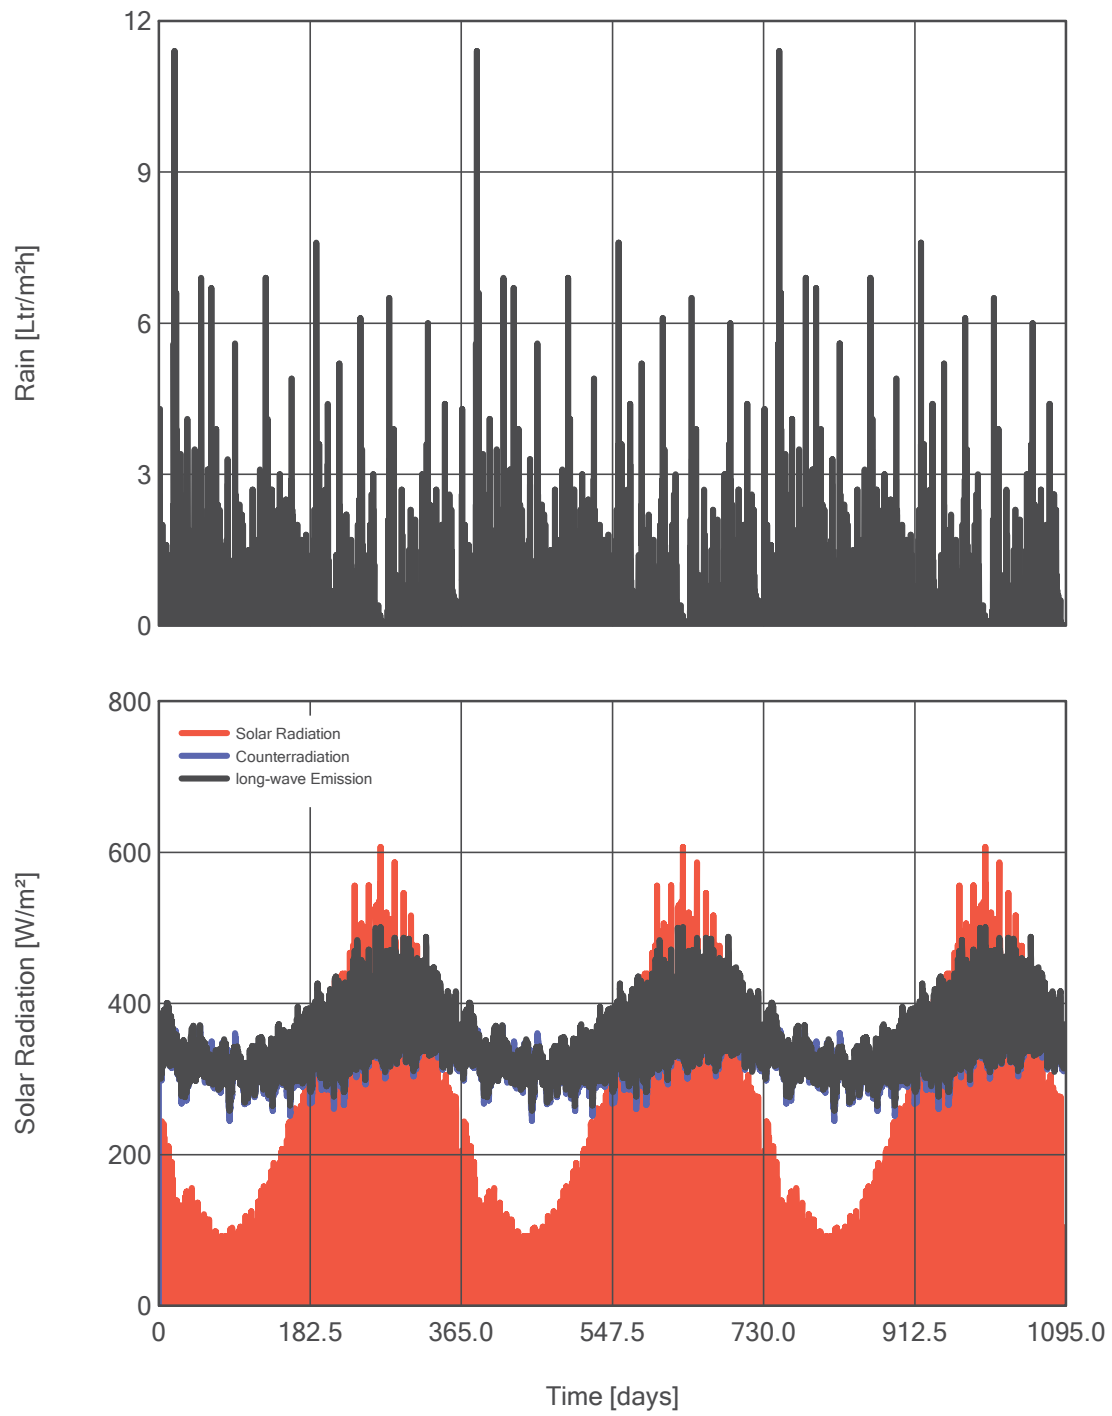 12
9
6
3
0
Rain [Ltr/m²h]
800
600
400
200
0
Solar Radiation [W/m²]
Solar Radiation
Counterradiation
long-wave Emission
0 182.5 365.0 547.5 730.0 912.5 1095.0
Time [days]